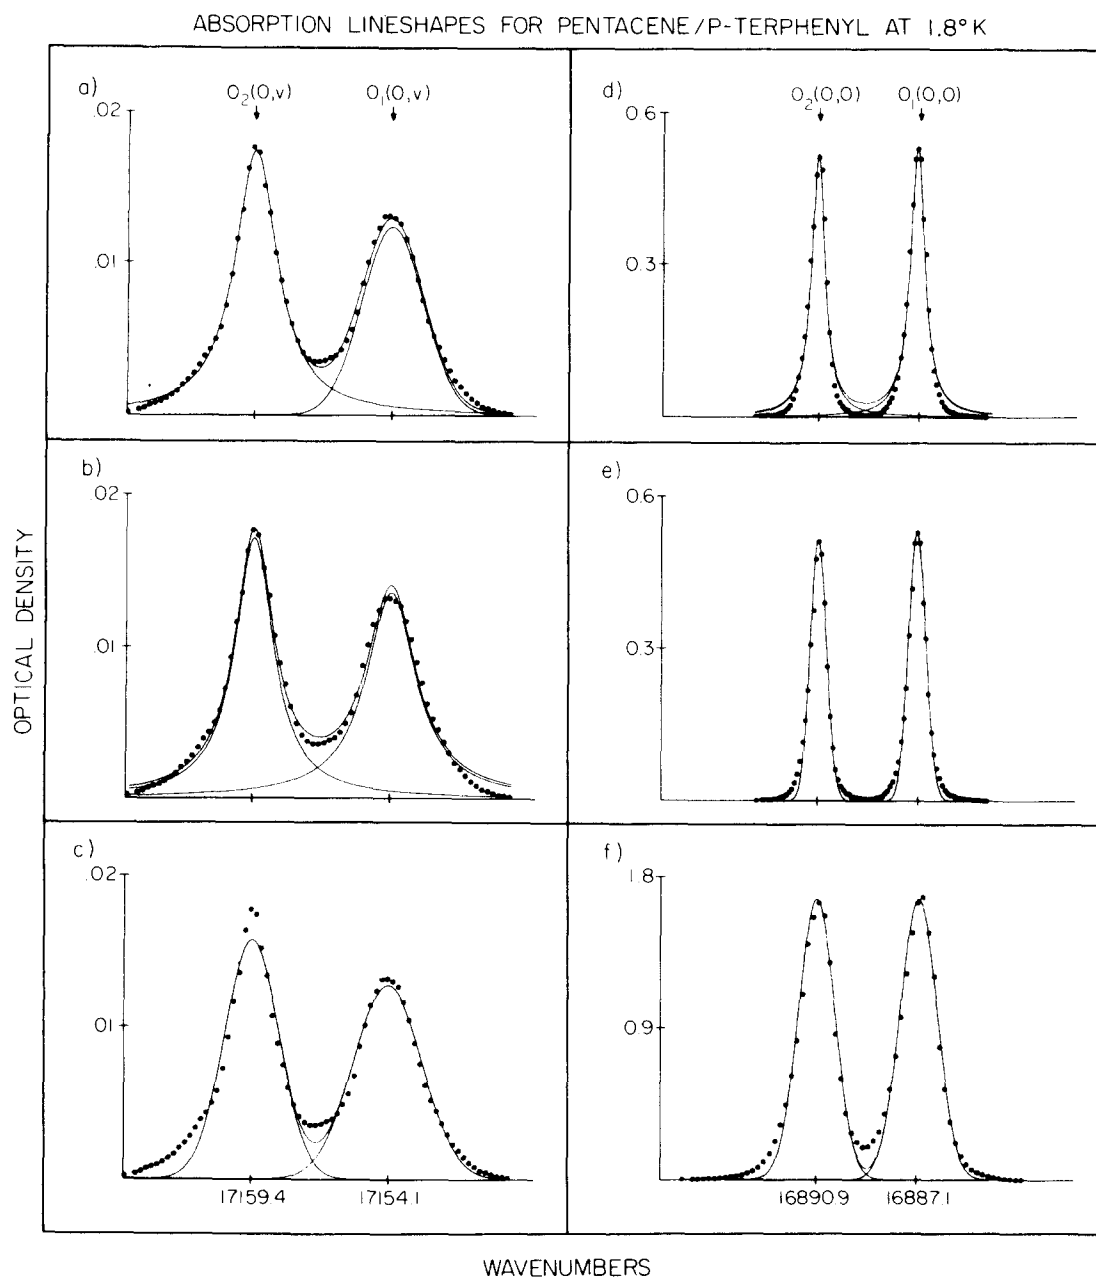 ABSORPTION LINESHAPES FOR PENTACENE/P-TERPHENYL AT 1.8°K
a)
O₂(0,v)
O₁(0,v)
.02
.01
d)
O₂(0,0)
O₁(0,0)
0.6
0.3
b)
.02
.01
e)
0.6
0.3
OPTICAL DENSITY
c)
.02
.01
17159.4
17154.1
f)
1.8
0.9
16890.9
16887.1
WAVENUMBERS